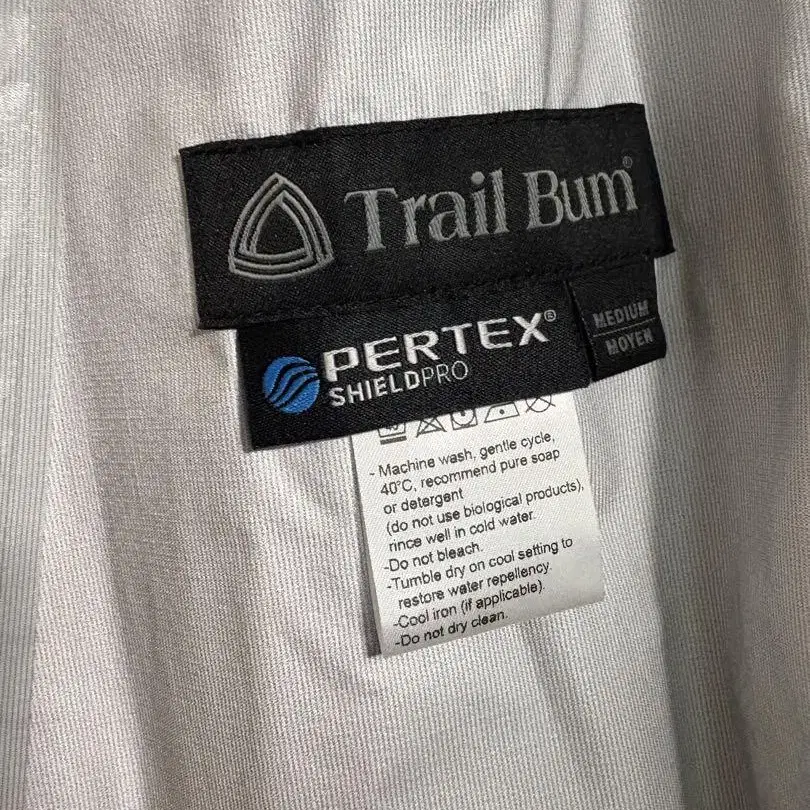 Trail Bum®
PERTEX®
SHIELDPRO
MEDIUM
MOYEN
- Machine wash, gentle cycle,
40°C, recommend pure soap
or detergent
(do not use biological products),
rince well in cold water.
-Do not bleach.
-Tumble dry on cool setting to
restore water repellency.
-Cool iron (if applicable).
-Do not dry clean.